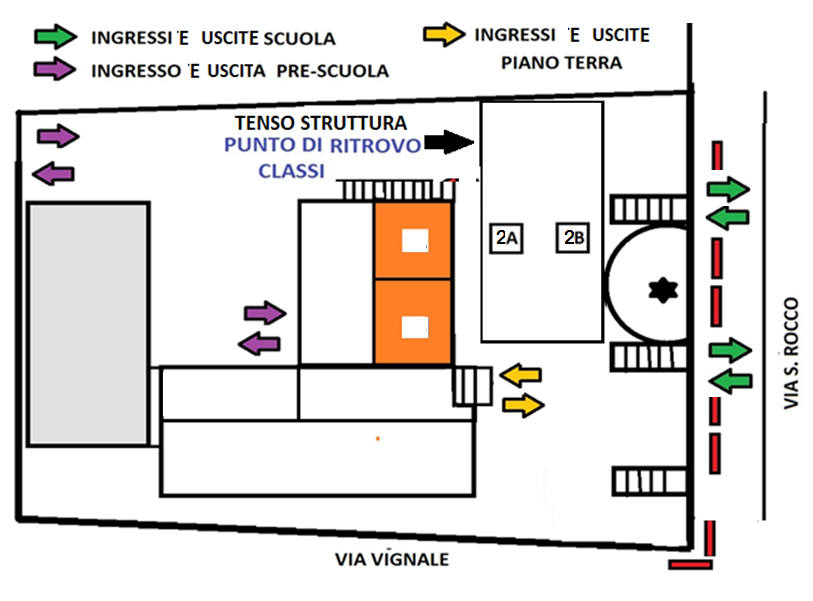 INGRESSI E USCITE SCUOLA
INGRESSO E USCITA PRE-SCUOLA
INGRESSI E USCITE
PIANO TERRA
TENSO STRUTTURA
PUNTO DI RITROVO
CLASSI
2A
2B
VIA S. ROCCO
VIA VIGNALE